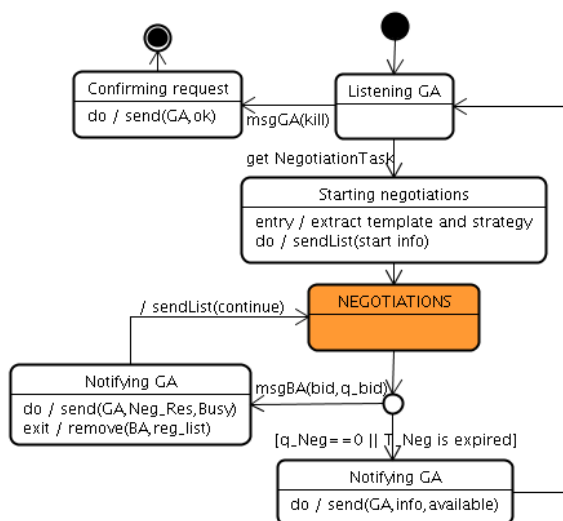 Confirming request
do / send(GA,ok)
Listening GA
msgGA(kill)
get NegotiationTask
Starting negotiations
entry / extract template and strategy
do / sendList(start info)
/ sendList(continue)
NEGOTIATIONS
Notifying GA
do / send(GA,Neg_Res,Busy)
exit / remove(BA,reg_list)
msgBA(bid,q_bid)
[q_Neg==0 || T_Neg is expired]
Notifying GA
do / send(GA,info,available)